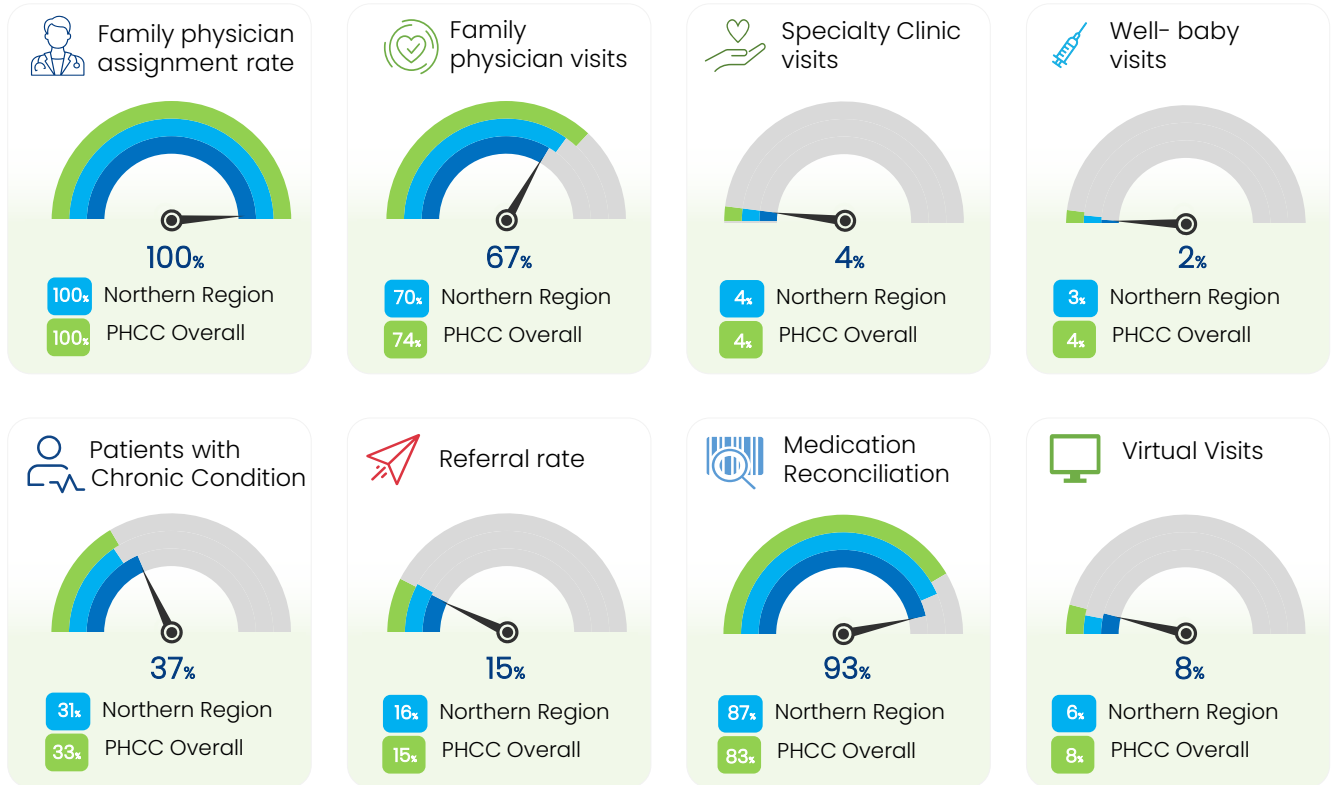 Family physician
assignment rate
100%
100% Northern Region
100% PHCC Overall
Family
physician visits
67%
70% Northern Region
74% PHCC Overall
Specialty Clinic
visits
4%
4% Northern Region
4% PHCC Overall
Well- baby
visits
2%
3% Northern Region
4% PHCC Overall
Patients with
Chronic Condition
37%
31% Northern Region
33% PHCC Overall
Referral rate
15%
16% Northern Region
15% PHCC Overall
Medication
Reconciliation
93%
87% Northern Region
83% PHCC Overall
Virtual Visits
8%
6% Northern Region
8% PHCC Overall